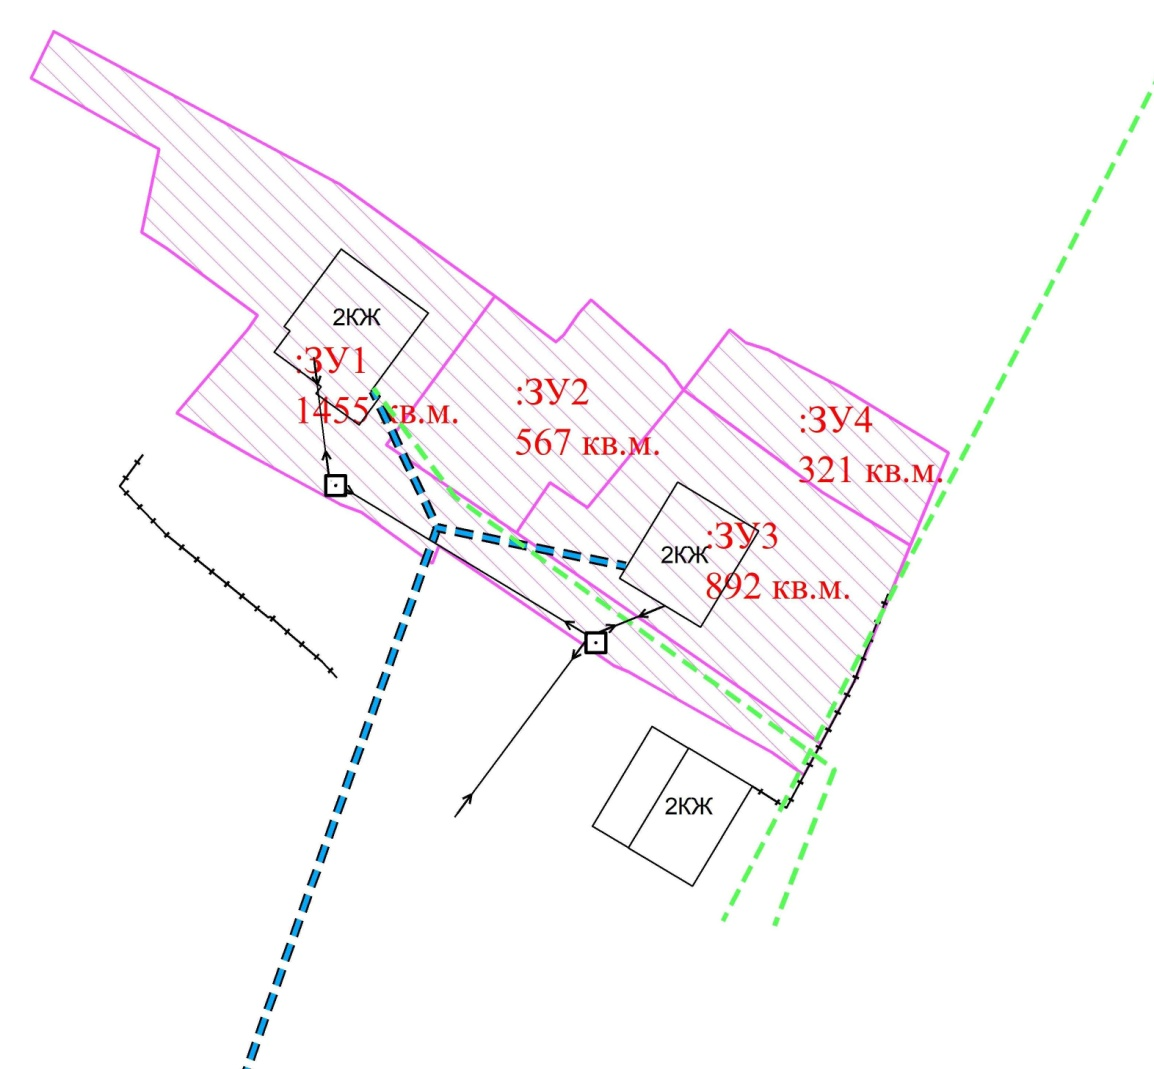 2КЖ
:ЗУ1
1455 кв.м.
:ЗУ2
567 кв.м.
:ЗУ4
321 кв.м.
2КЖ
:ЗУ3
892 кв.м.
2КЖ